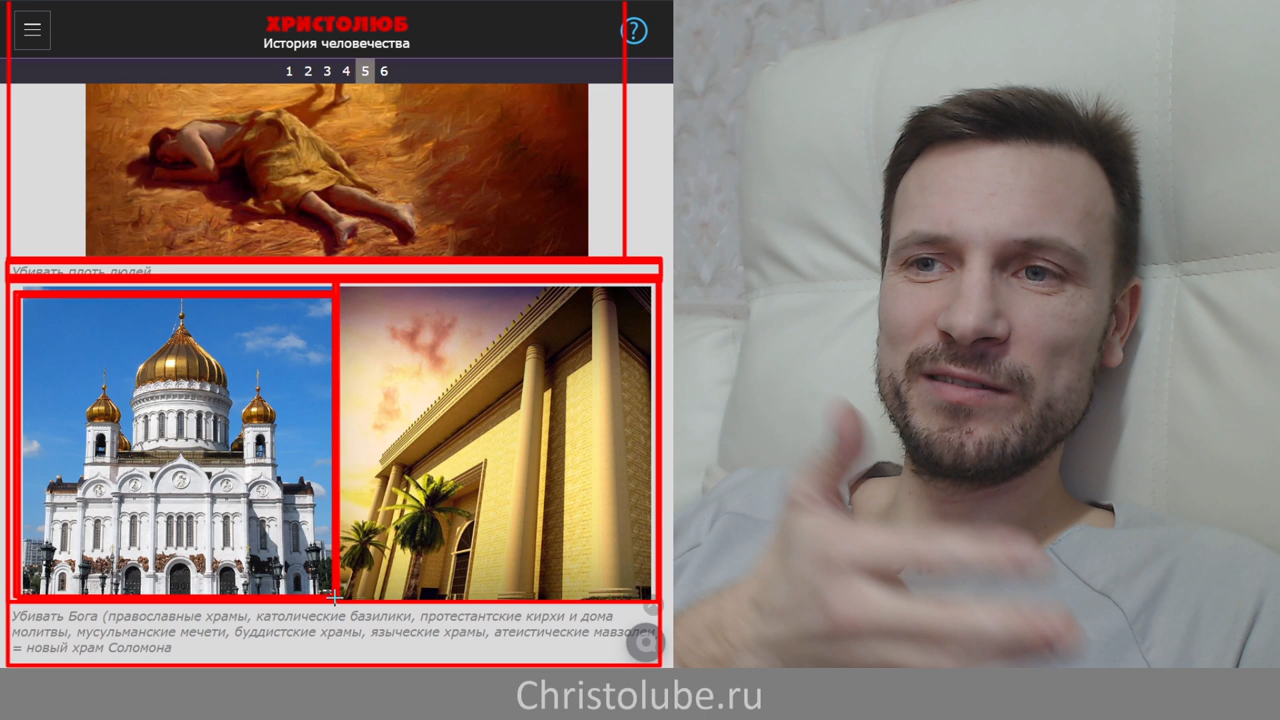 ХРИСТОЛЮБ
История человечества
1 2 3 4 5 6
Убивать плоть людей
Убивать Бога (православные храмы, католические базилики, протестантские кирхи и дома
молитвы, мусульманские мечети, буддистские храмы, языческие храмы, атеистические мавзолеи
= новый храм Соломона
Christolube.ru